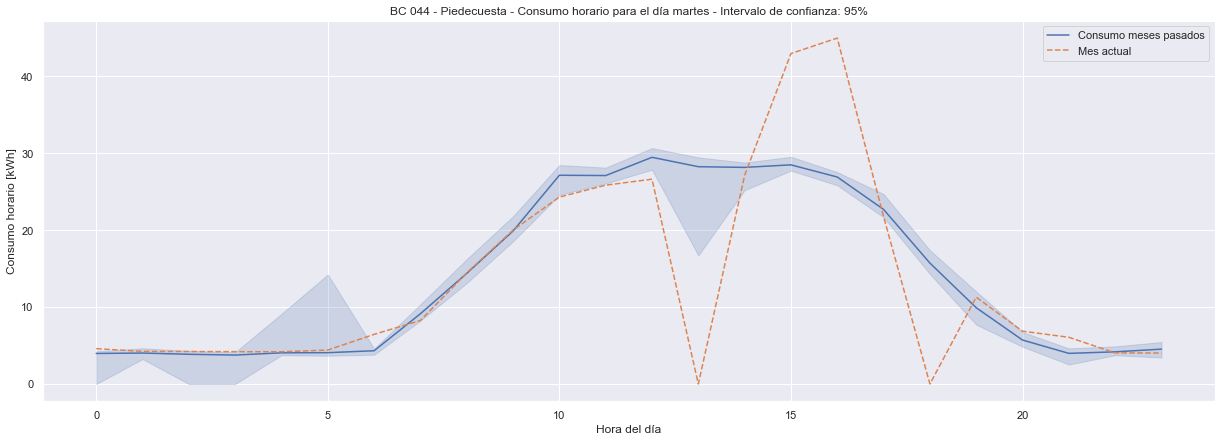 BC 044 - Piedecuesta - Consumo horario para el día martes - Intervalo de confianza: 95%
Consumo meses pasados
Mes actual
Consumo horario [kWh]
40
30
20
10
0
0 5 10 15 20
Hora del día